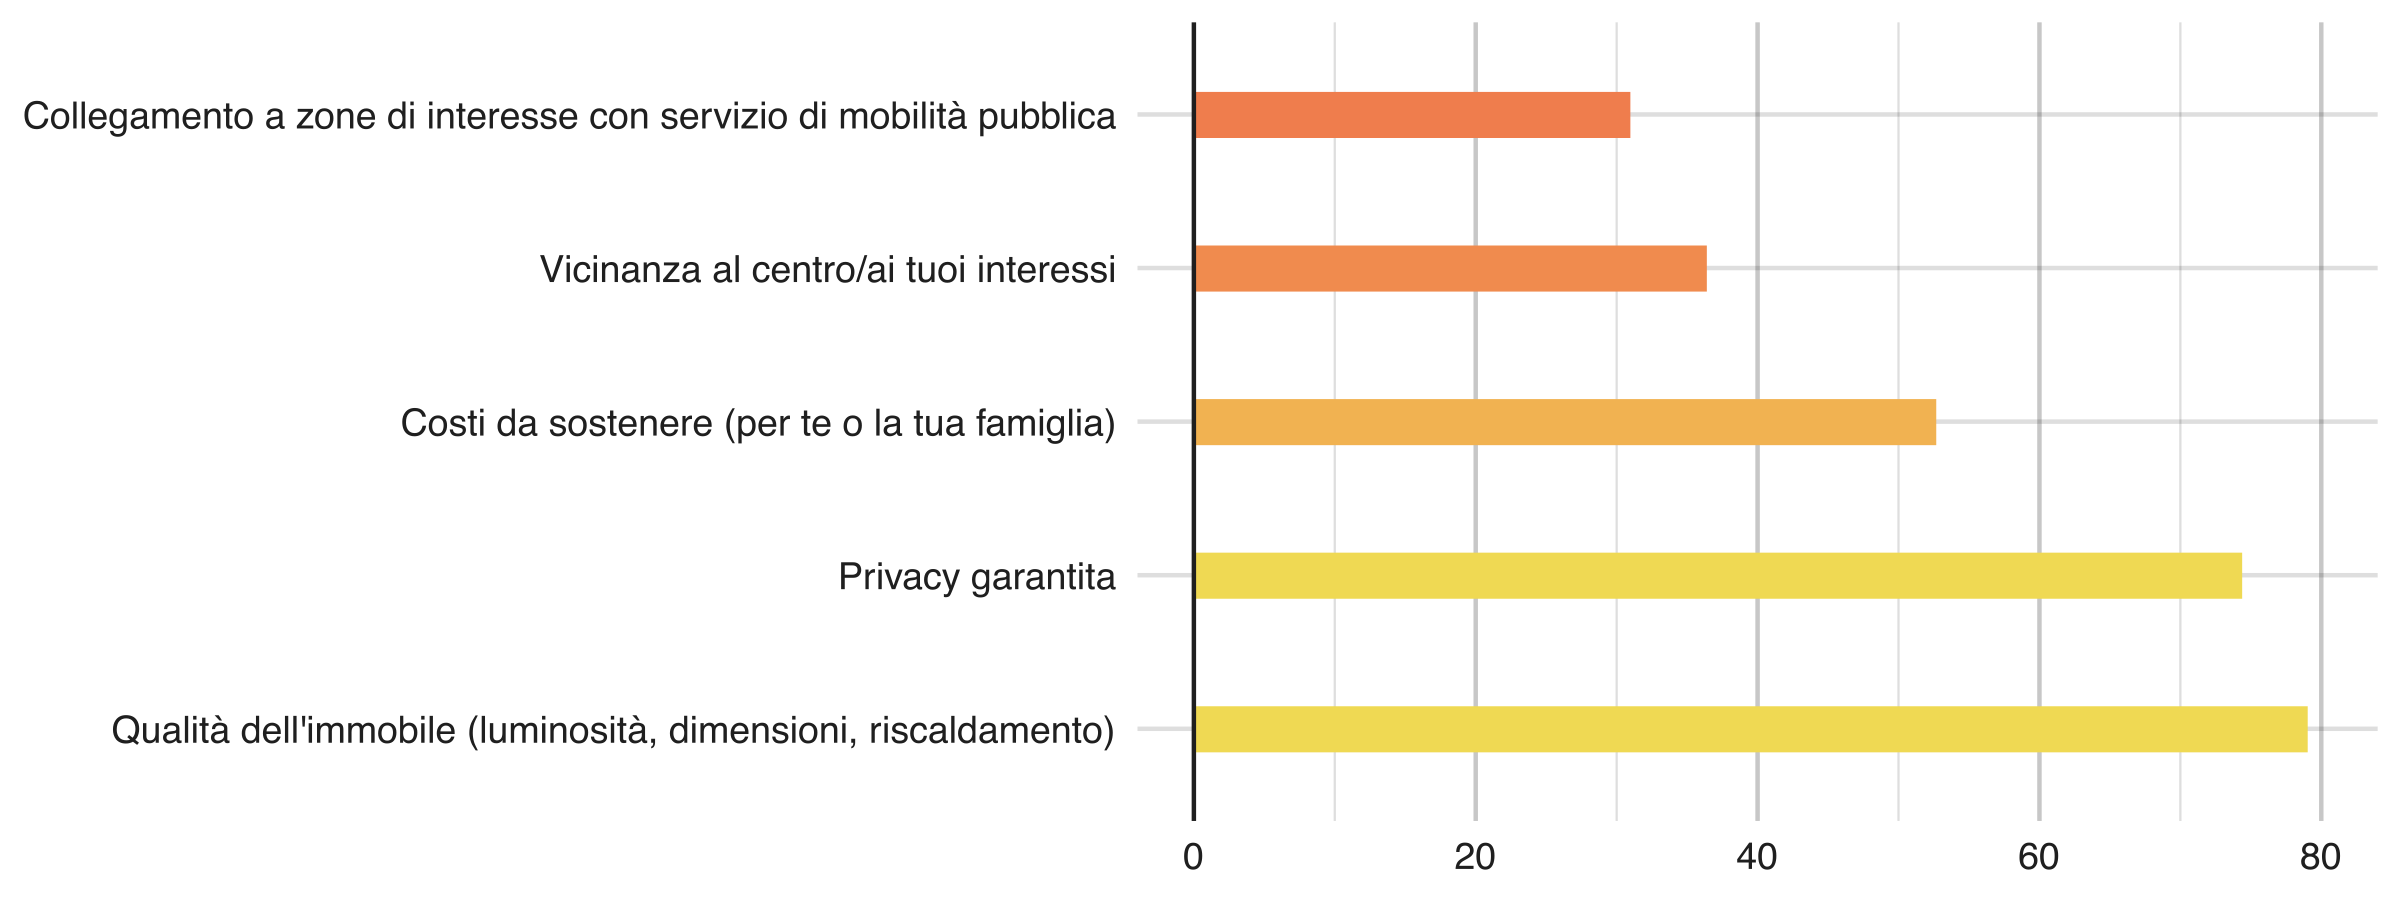 Collegamento a zone di interesse con servizio di mobilità pubblica
Vicinanza al centro/ai tuoi interessi
Costi da sostenere (per te o la tua famiglia)
Privacy garantita
Qualità dell'immobile (luminosità, dimensioni, riscaldamento)
0 20 40 60 80